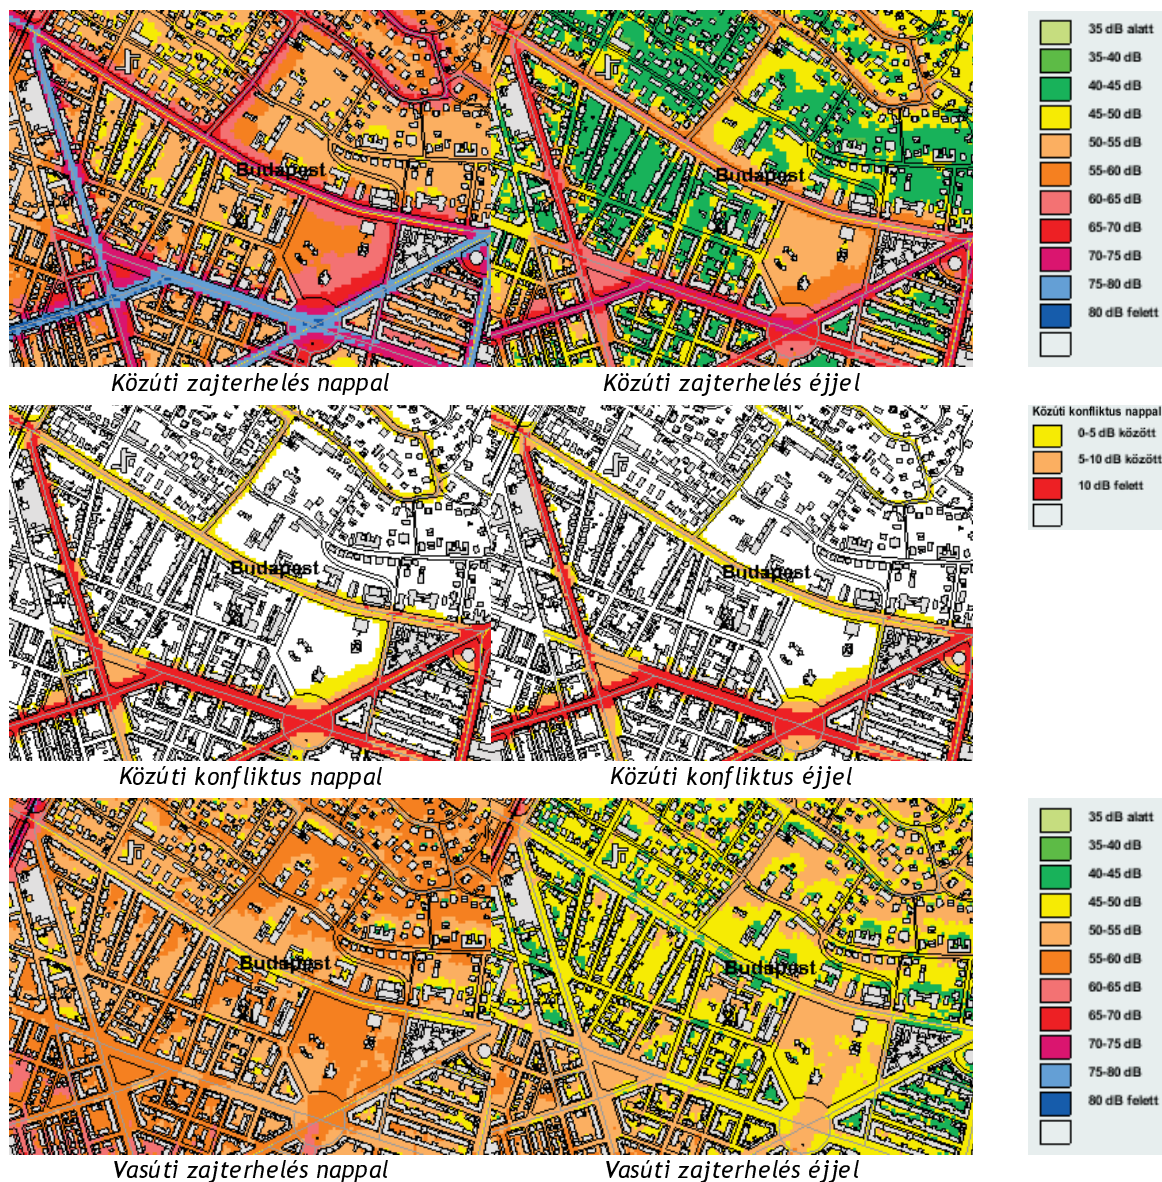 35 dB alatt
35-40 dB
40-45 dB
45-50 dB
50-55 dB
55-60 dB
60-65 dB
65-70 dB
70-75 dB
75-80 dB
80 dB felett
Budapest
Budapest
Közúti zajterhelés nappal
Közúti zajterhelés éjjel
Közúti konfliktus nappal
0-5 dB között
5-10 dB között
10 dB felett
Budapest
Budapest
Közúti konfliktus nappal
Közúti konfliktus éjjel
35 dB alatt
35-40 dB
40-45 dB
45-50 dB
50-55 dB
55-60 dB
60-65 dB
65-70 dB
70-75 dB
75-80 dB
80 dB felett
Budapest
Budapest
Vasúti zajterhelés nappal
Vasúti zajterhelés éjjel